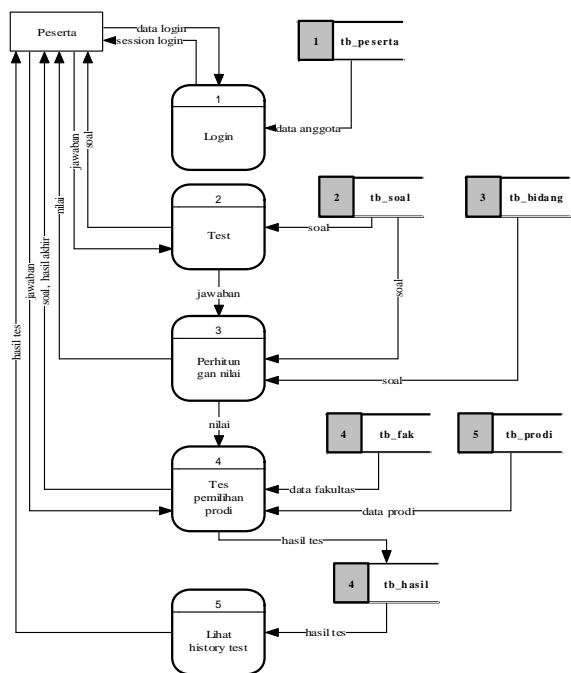 Peserta
data login
session login
1
tb_peserta
1
Login
data anggota
jawaban
soal
2
Test
2
tb_soal
3
tb_bidang
soal
soal
nilai
jawaban
soal, hasil akhir
hasil tes
jawaban
3
Perhitun
gan nilai
soal
nilai
4
tb_fak
5
tb_prodi
4
Tes
pemilihan
prodi
data fakultas
data prodi
hasil tes
4
tb_hasil
5
Lihat
history test
hasil tes